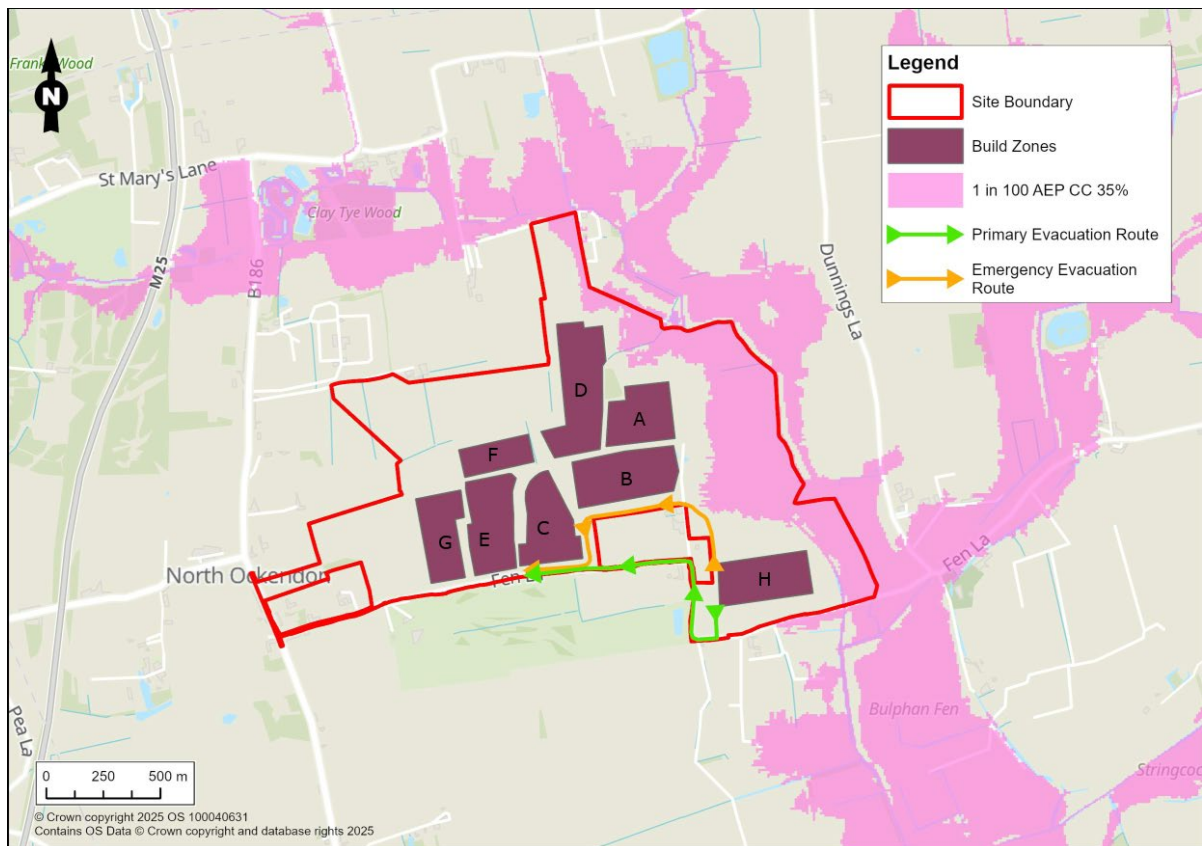 Frank Wood
N
St Mary's Lane
Clay Tye Wood
M25
B186
Dunnings La
Legend
Site Boundary
Build Zones
1 in 100 AEP CC 35%
Primary Evacuation Route
Emergency Evacuation
Route
D
A
F
B
G
E
C
H
North Ockendon
Fen
Fen La
Pea La
Bulphan Fen
Stringcoc
0 250 500 m
© Crown copyright 2025 OS 100040631
Contains OS Data © Crown copyright and database rights 2025